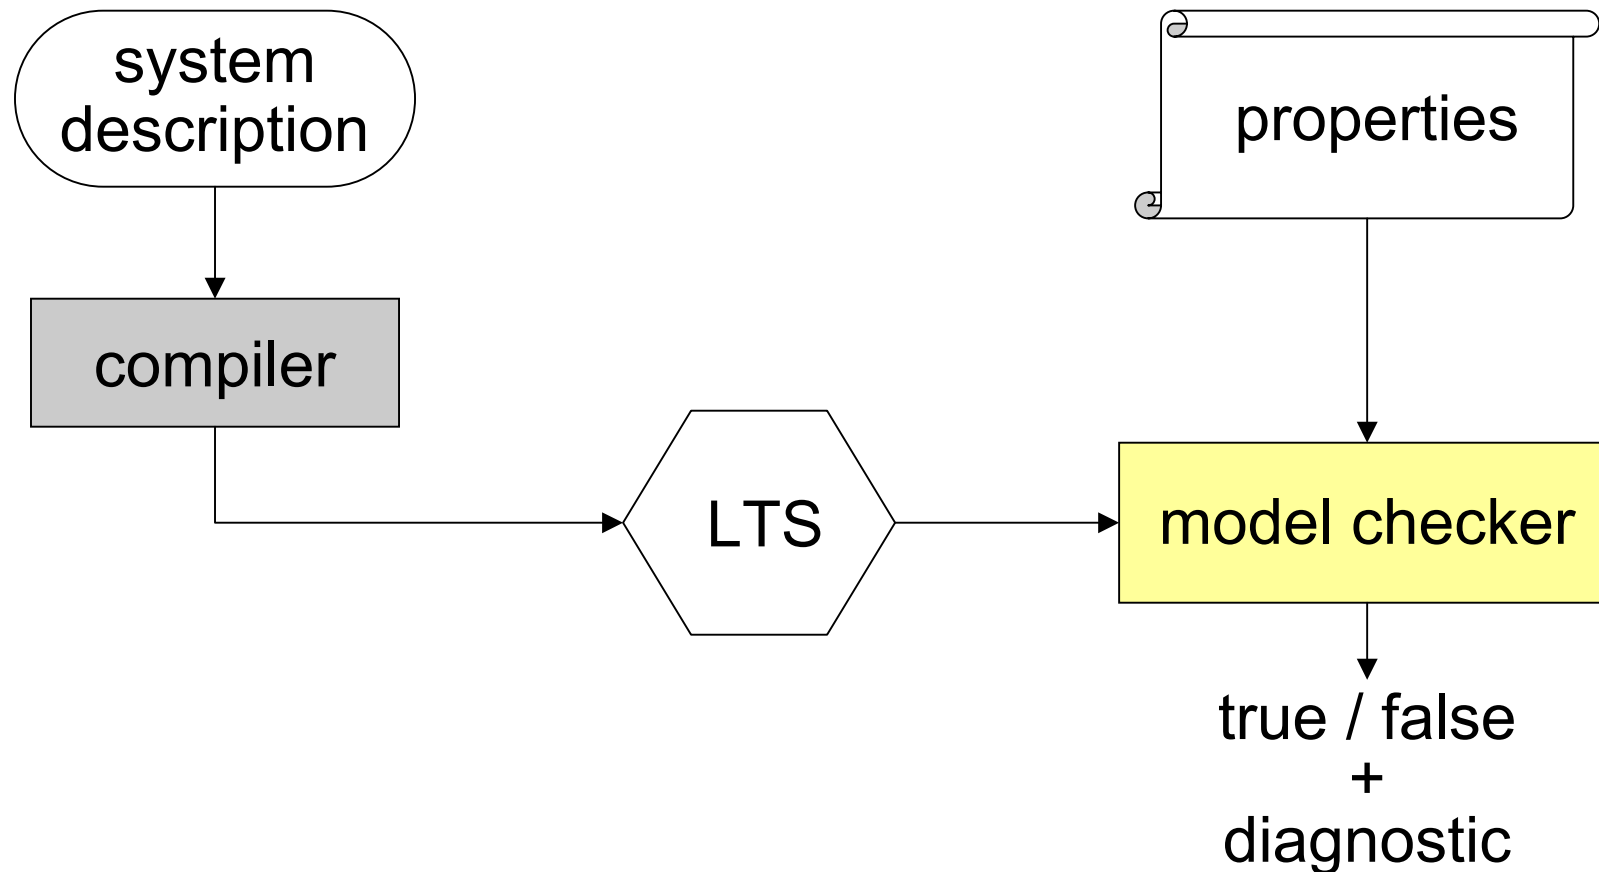 system
description
properties
compiler
LTS
model checker
true / false
+
diagnostic